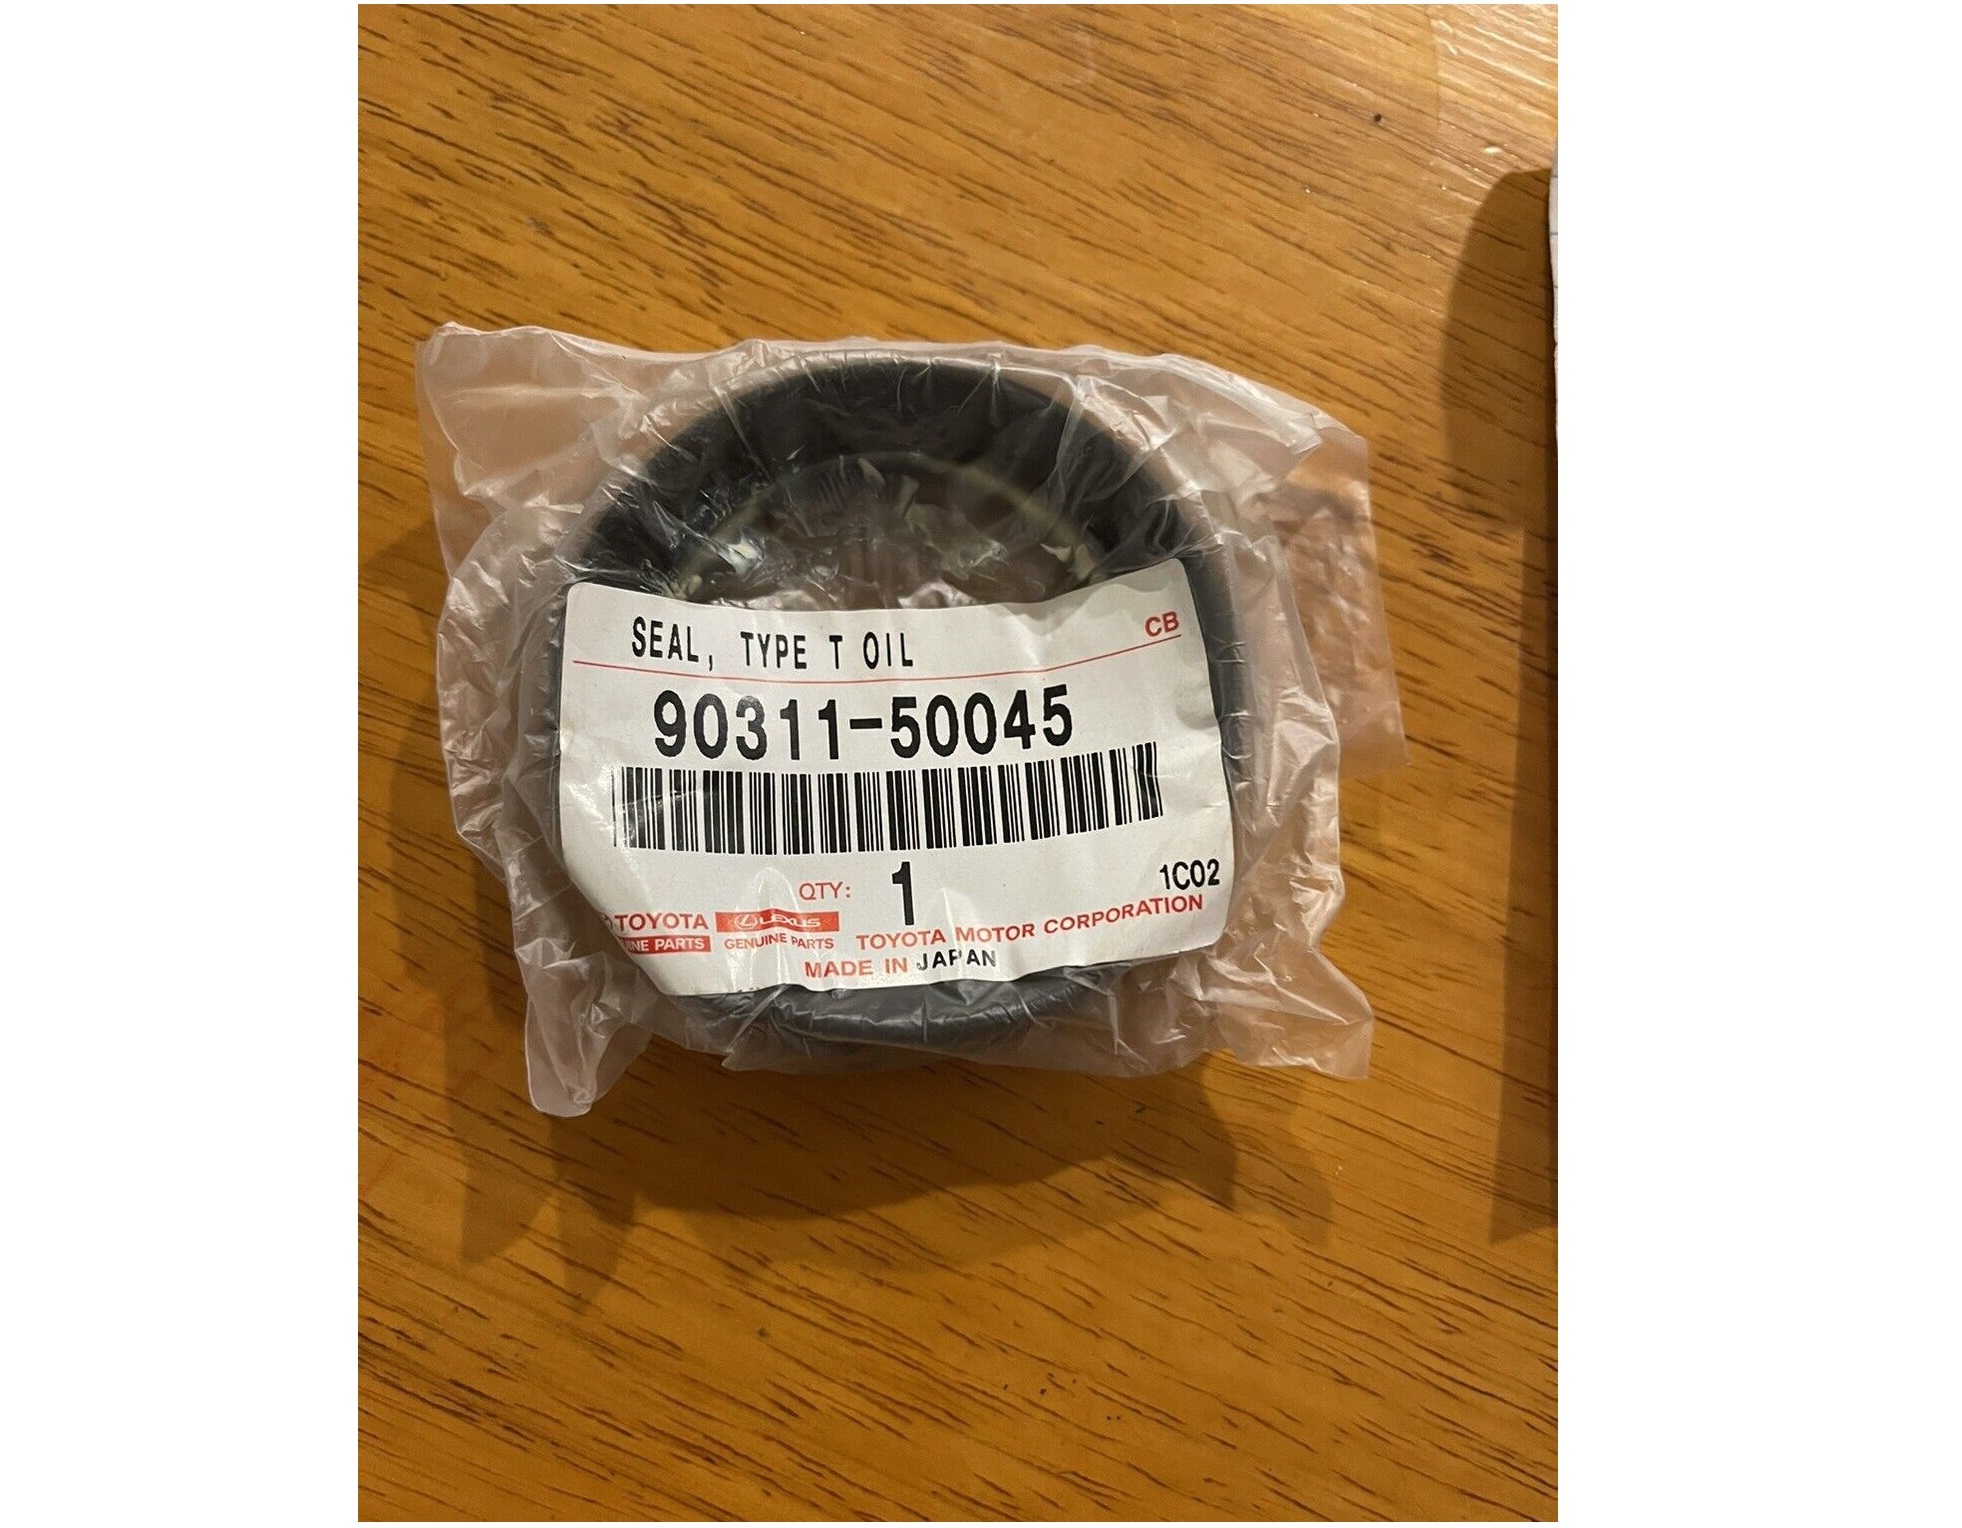 SEAL, TYPE T OIL
CB
90311-50045
QTY: 1
1C02
TOYOTA
LEXUS
PARTS
GENUINE PARTS
TOYOTA MOTOR CORPORATION
MADE IN JAPAN